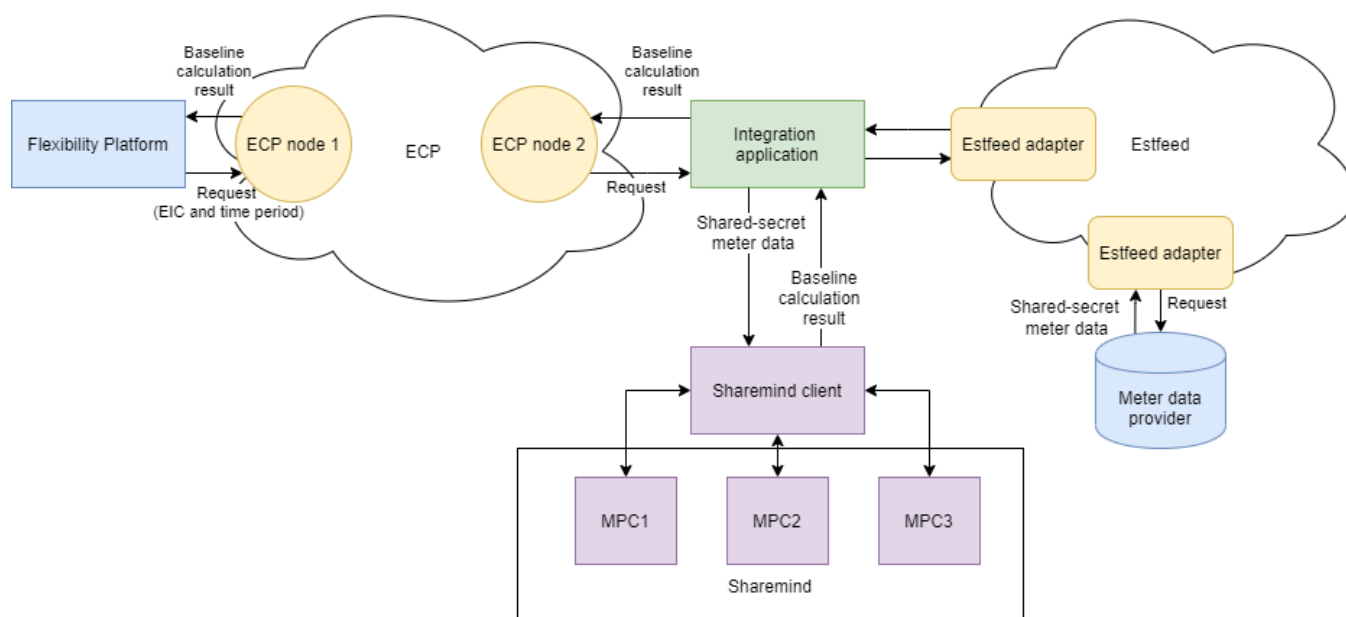 Baseline
calculation
result
Flexibility Platform
ECP node 1
Request
(EIC and time period)
ECP
ECP node 2
Baseline
calculation
result
Request
Integration
application
Estfeed adapter
Estfeed
Estfeed adapter
Shared-secret
meter data
Request
Meter data
provider
Shared-secret
meter data
Baseline
calculation
result
Sharemind client
MPC1
MPC2
MPC3
Sharemind